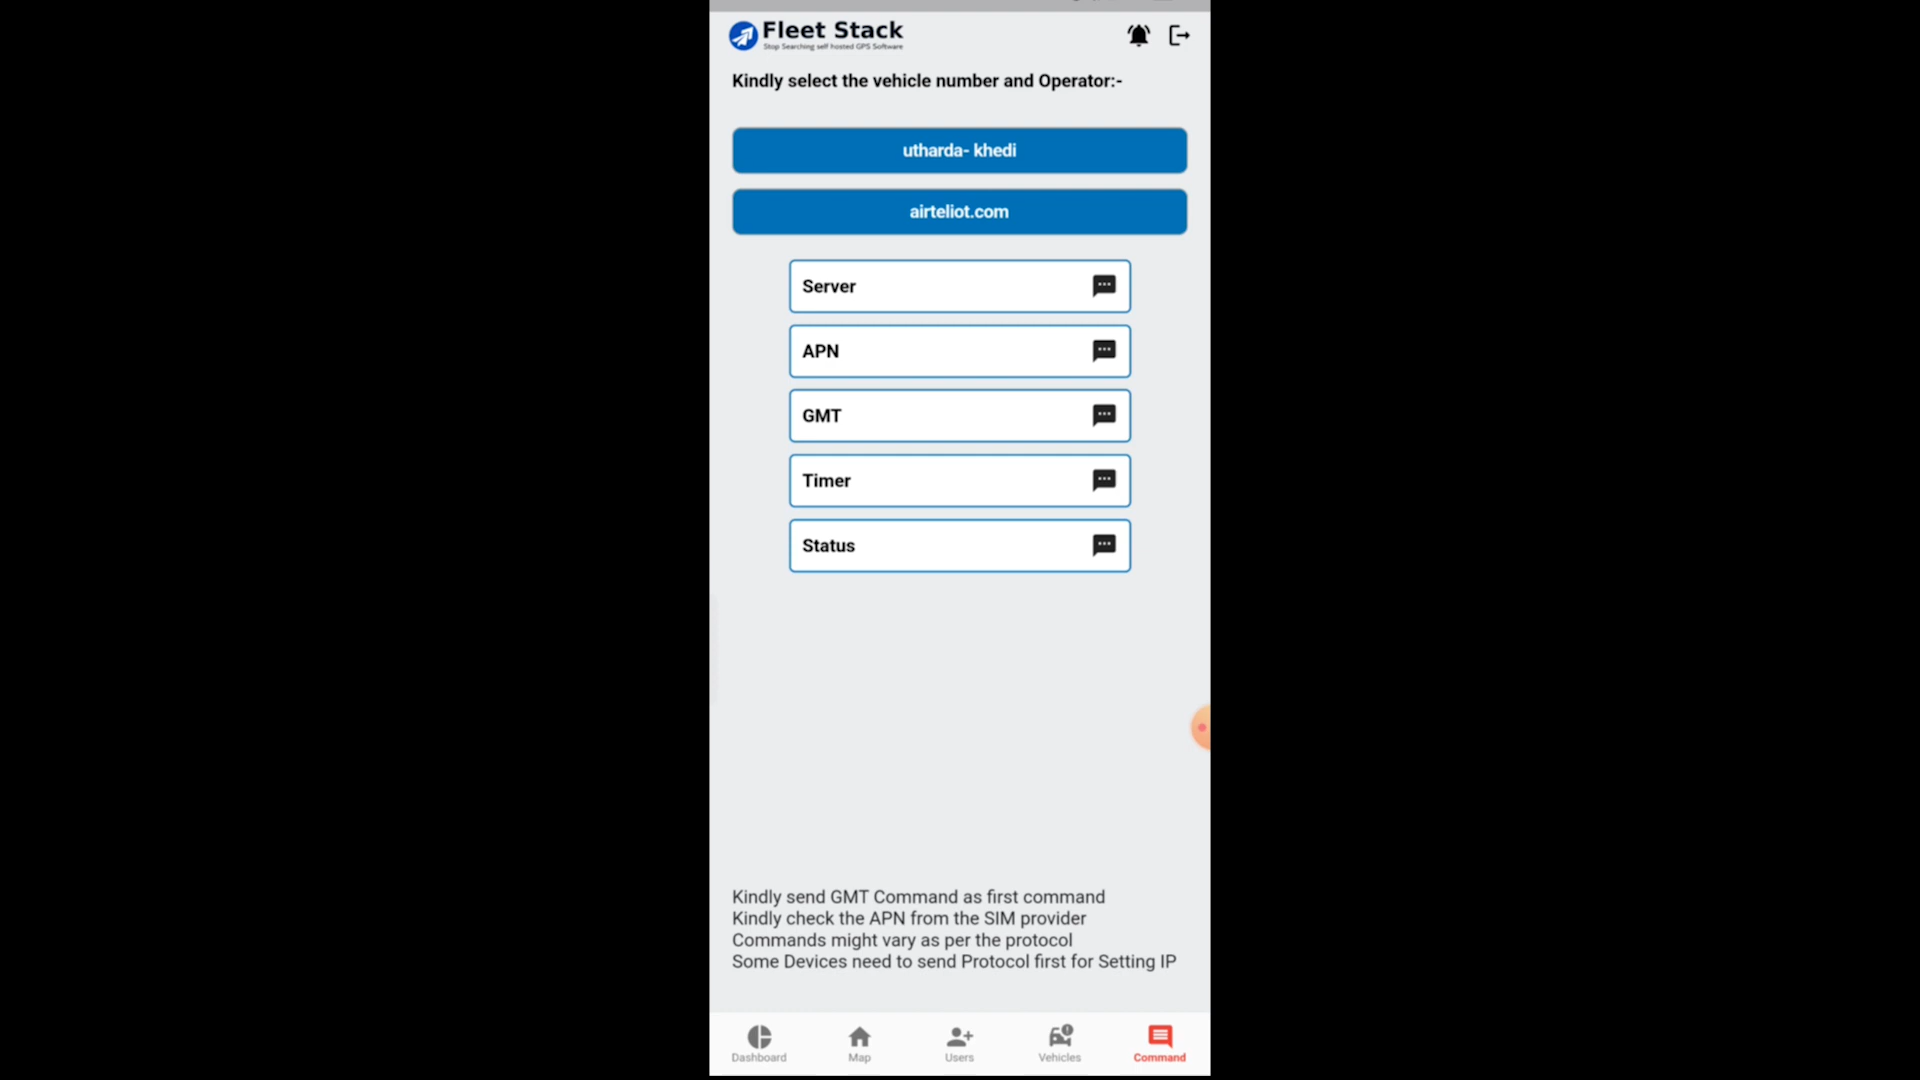 Fleet Stack
Stop Searching self hosted GPS Software
Kindly select the vehicle number and Operator:-
utharda- khedi
airteliot.com
Server
APN
GMT
Timer
Status
Kindly send GMT Command as first command
Kindly check the APN from the SIM provider
Commands might vary as per the protocol
Some Devices need to send Protocol first for Setting IP
Dashboard
Map
Users
Vehicles
Command